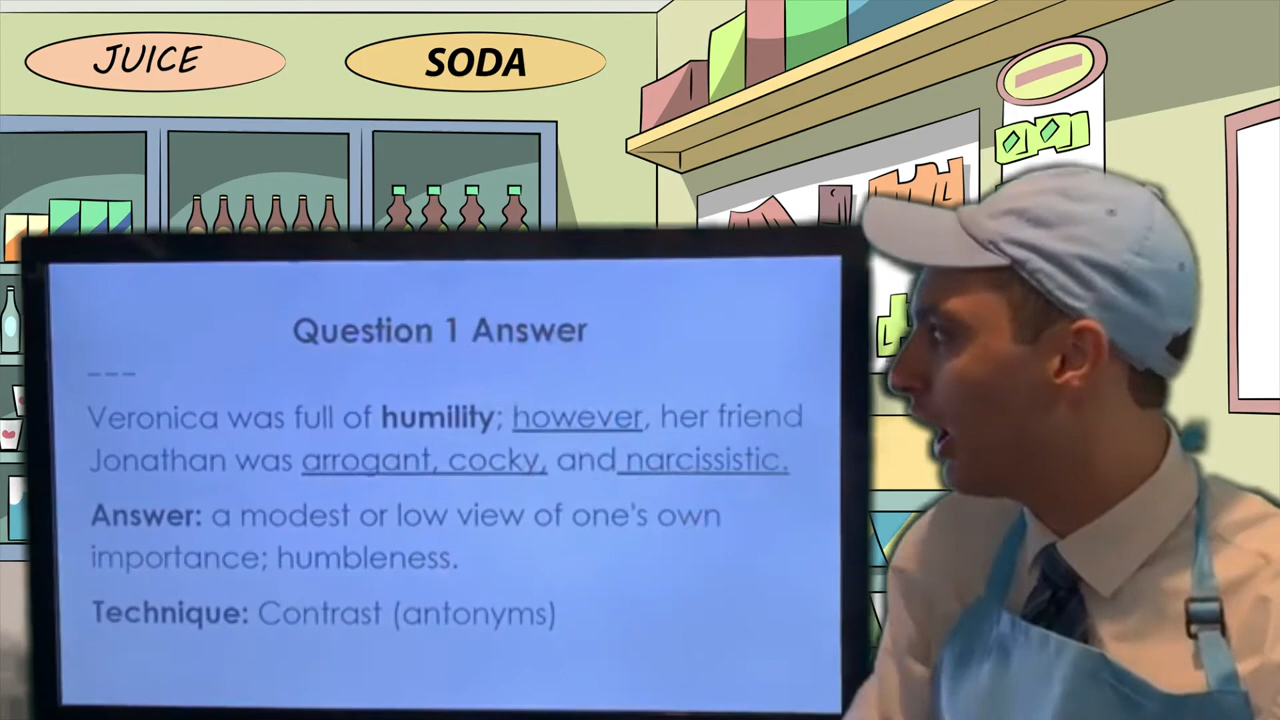 JUICE
SODA
Question 1 Answer
---
Veronica was full of humility; however, her friend
Jonathan was arrogant, cocky, and narcissistic.
Answer: a modest or low view of one's own
importance; humbleness.
Technique: Contrast (antonyms)